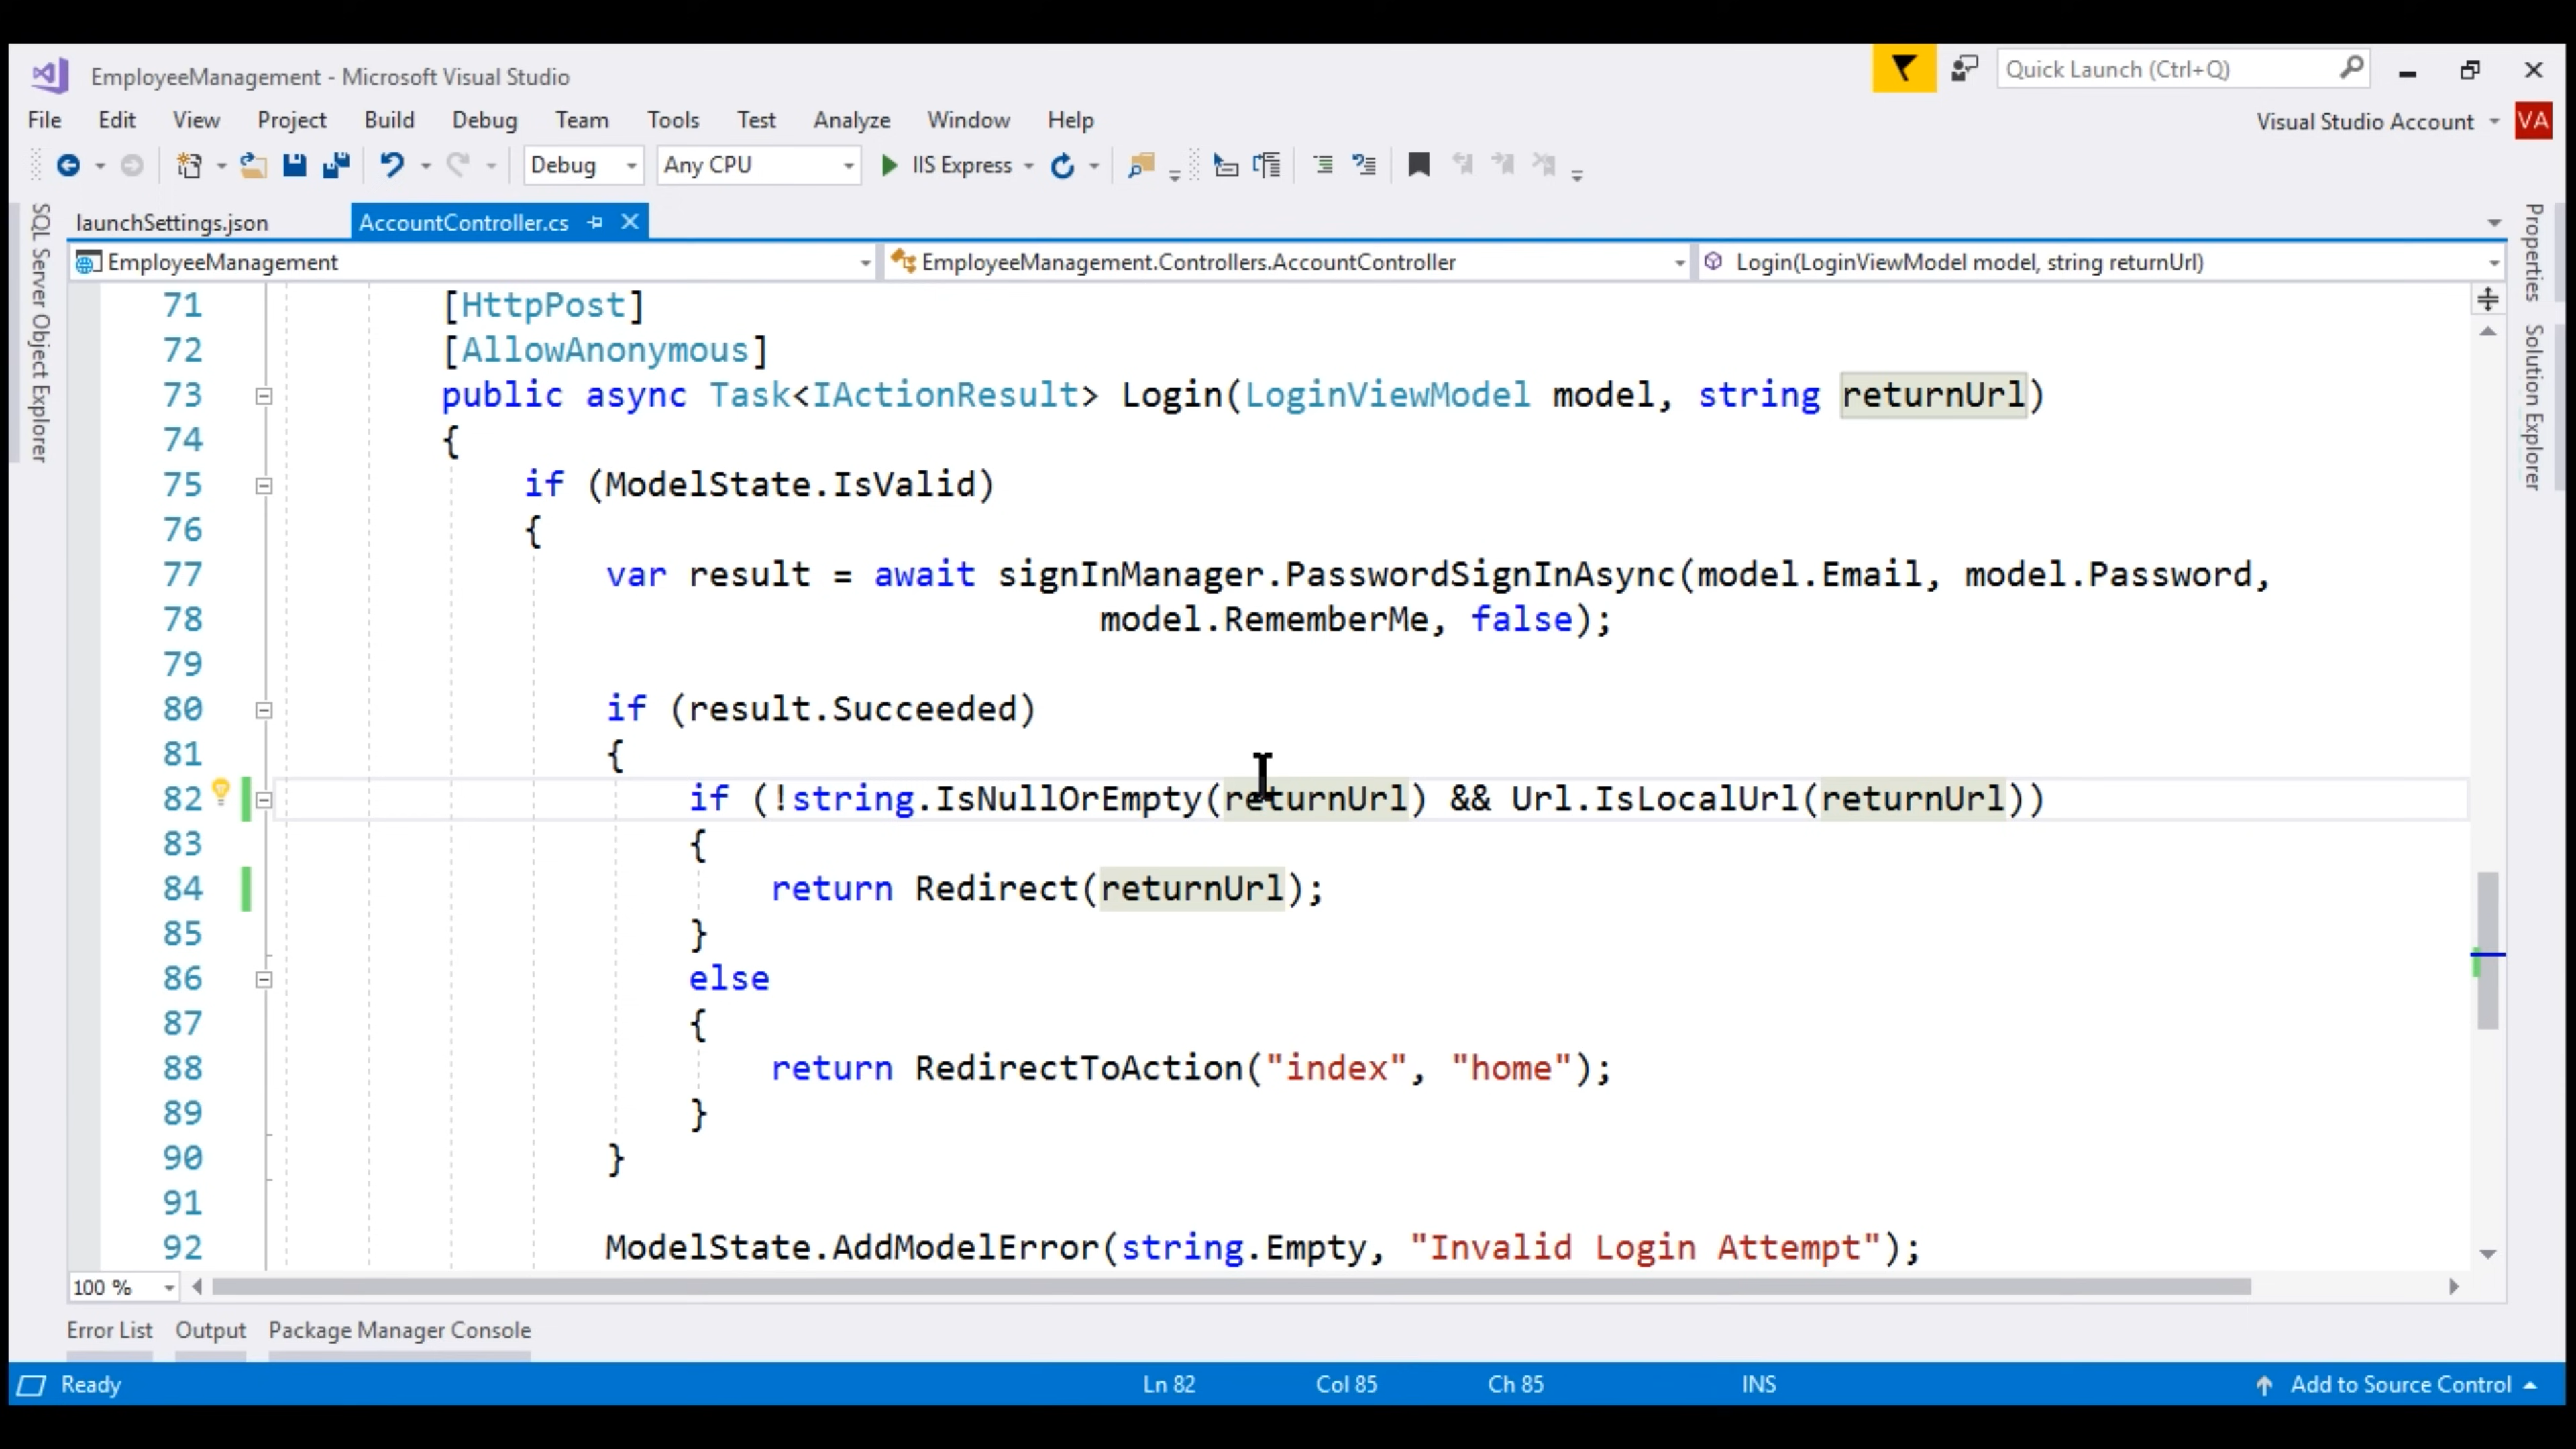 EmployeeManagement - Microsoft Visual Studio
Quick Launch (Ctrl+Q)
File Edit View Project Build Debug Team Tools Test Analyze Window Help
Visual Studio Account VA
Debug Any CPU IIS Express
launchSettings.json AccountController.cs
EmployeeManagement EmployeeManagement.Controllers.AccountController Login(LoginViewModel model, string returnUrl)
SQL Server Object Explorer
Properties
Solution Explorer
71 [HttpPost]
72 [AllowAnonymous]
73 public async Task<IActionResult> Login(LoginViewModel model, string returnUrl)
74 {
75 if (ModelState.IsValid)
76 {
77 var result = await signInManager.PasswordSignInAsync(model.Email, model.Password,
78 model.RememberMe, false);
79
80 if (result.Succeeded)
81 {
82 if (!string.IsNullOrEmpty(returnUrl) && Url.IsLocalUrl(returnUrl))
83 {
84 return Redirect(returnUrl);
85 }
86 else
87 {
88 return RedirectToAction("index", "home");
89 }
90 }
91
92 ModelState.AddModelError(string.Empty, "Invalid Login Attempt");
100 %
Error List Output Package Manager Console
Ready Ln 82 Col 85 Ch 85 INS Add to Source Control